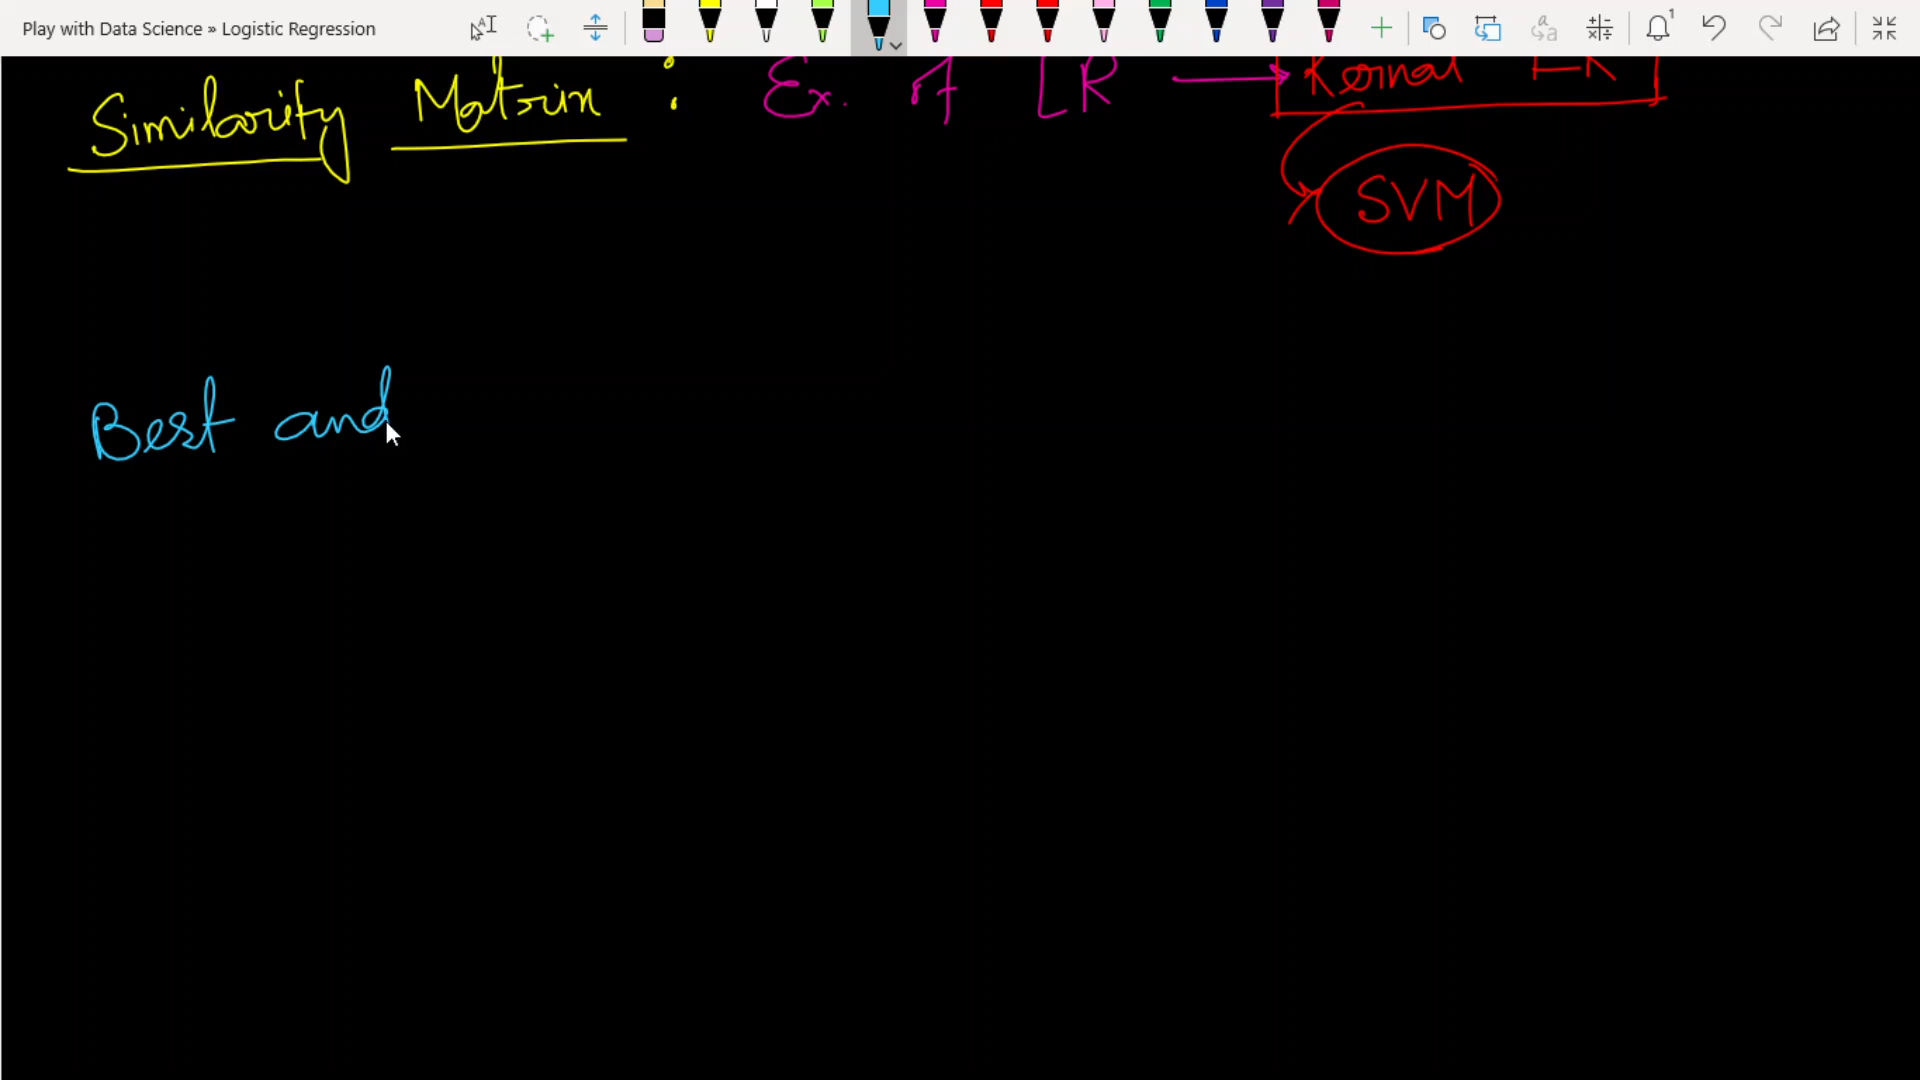 Play with Data Science » Logistic Regression
Similarity Matrix : Ex. of LR → Kernal LR
SVM
Best and